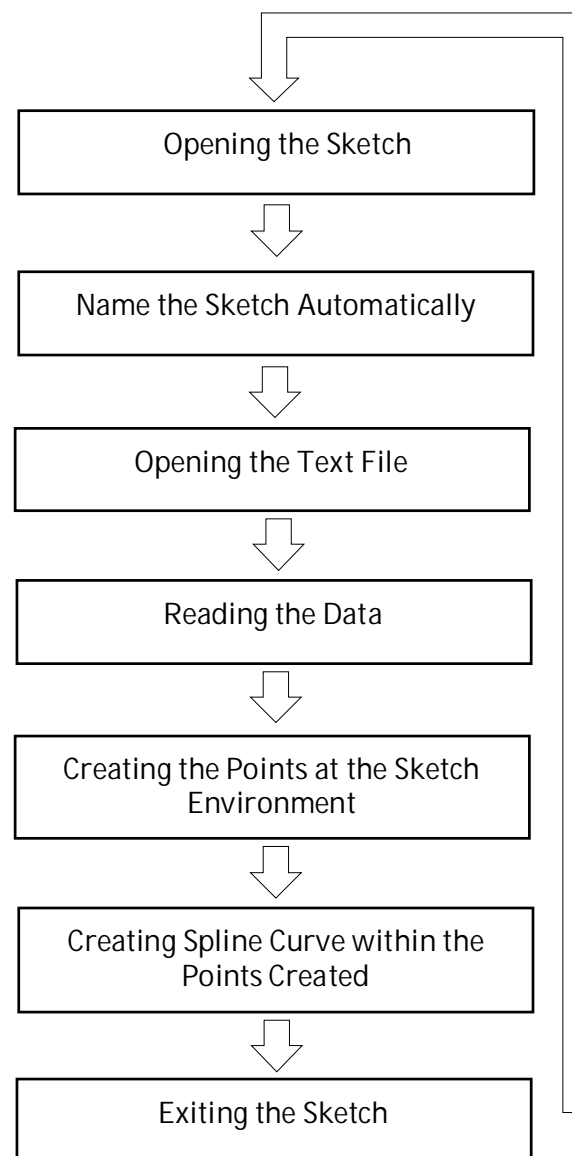 Opening the Sketch
Name the Sketch Automatically
Opening the Text File
Reading the Data
Creating the Points at the Sketch
Environment
Creating Spline Curve within the
Points Created
Exiting the Sketch